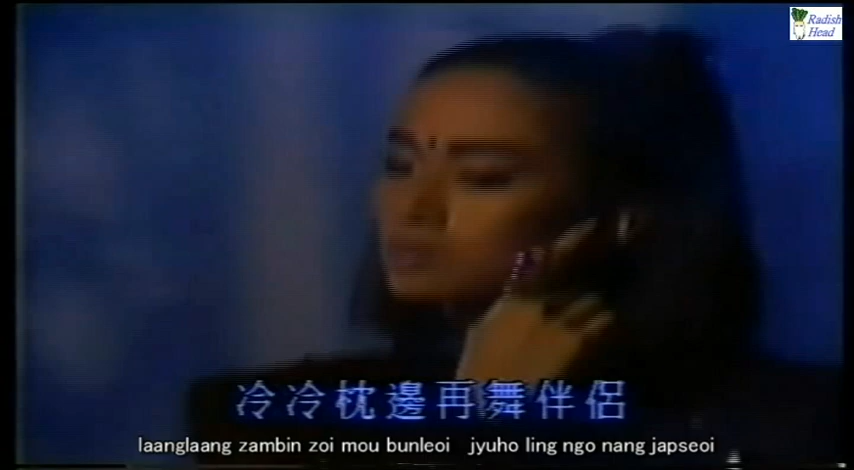 Radish
Head
冷冷枕邊再舞伴侶
laanglaang zambin zoi mou bunleoi jyuho ling ngo nang japseoi